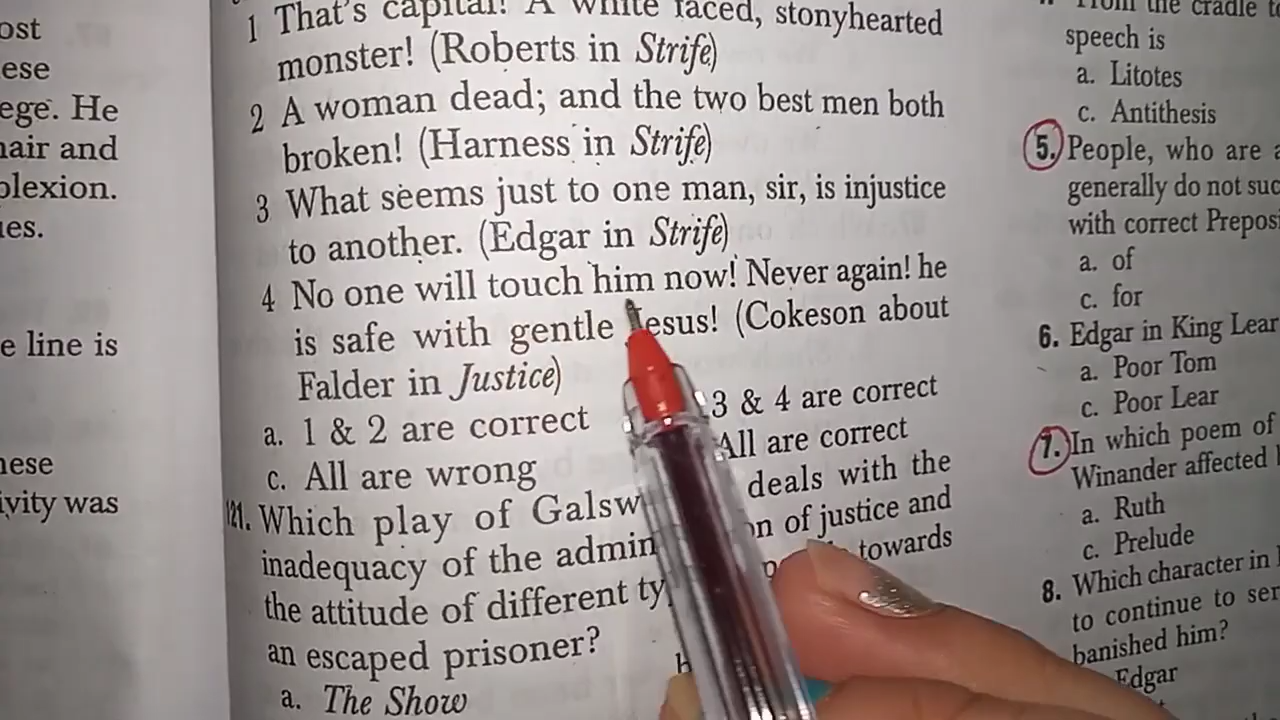 ost
ese
ege. He
air and
plexion.
es.
e line is
hese
ivity was
1 That's capital! A white faced, stonyhearted
monster! (Roberts in Strife)
2 A woman dead; and the two best men both
broken! (Harness in Strife)
3 What seems just to one man, sir, is injustice
to another. (Edgar in Strife)
4 No one will touch him now! Never again! he
is safe with gentle Jesus! (Cokeson about
Falder in Justice)
a. 1 & 2 are correct
3 & 4 are correct
c. All are wrong
All are correct
121. Which play of Galsw deals with the
inadequacy of the admin on of justice and
the attitude of different ty towards
an escaped prisoner?
a. The Show
From the cradle to
speech is
a. Litotes
c. Antithesis
5. People, who are a
generally do not suc
with correct Prepos
a. of
c. for
6. Edgar in King Lear
a. Poor Tom
c. Poor Lear
7. In which poem of
Winander affected
a. Ruth
c. Prelude
8. Which character in
to continue to ser
banished him?
Edgar